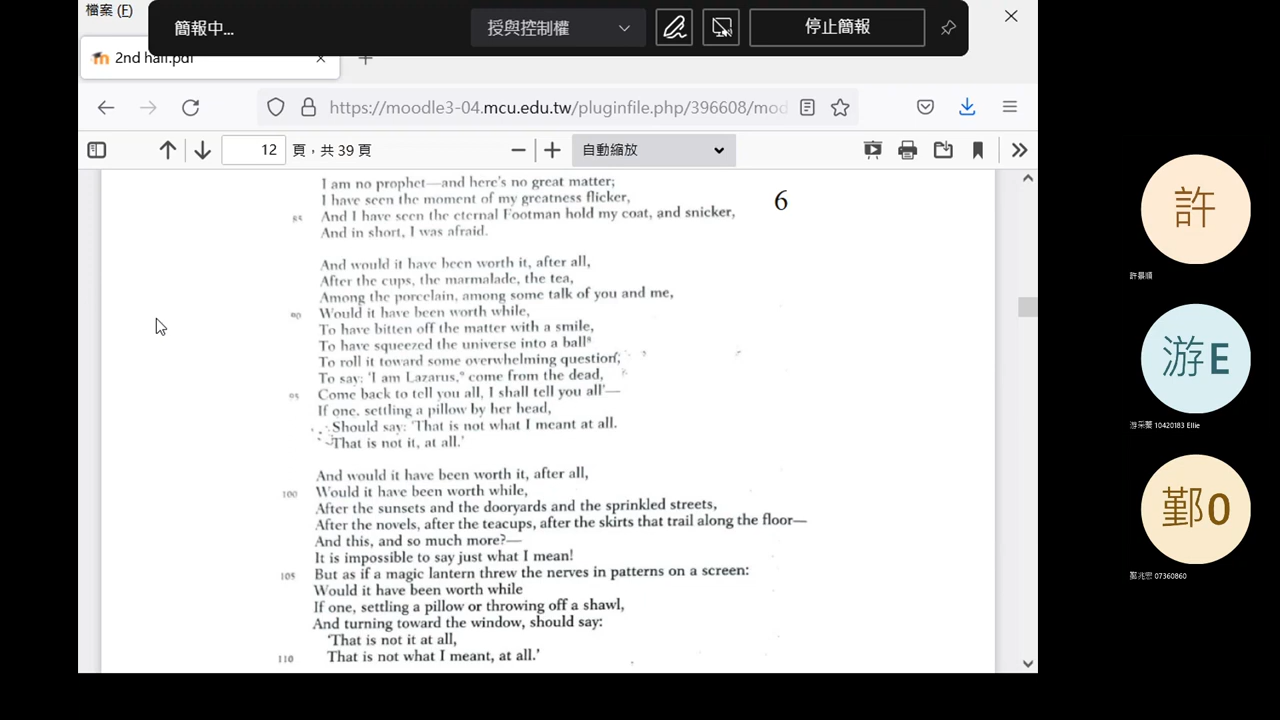 檔案 (F)
簡報中...
授與控制權
停止簡報
2nd half.pdf
https://moodle3-04.mcu.edu.tw/pluginfile.php/396608/mod
12 頁，共 39 頁
自動縮放
I am no prophet—and here's no great matter;
I have seen the moment of my greatness flicker,
85 And I have seen the eternal Footman hold my coat, and snicker,
And in short, I was afraid.
6
And would it have been worth it, after all,
After the cups, the marmalade, the tea,
Among the porcelain, among some talk of you and me,
90 Would it have been worth while,
To have bitten off the matter with a smile,
To have squeezed the universe into a ball°
To roll it toward some overwhelming question,
To say: 'I am Lazarus,° come from the dead,
95 Come back to tell you all, I shall tell you all'—
If one, settling a pillow by her head,
Should say: 'That is not what I meant at all.
That is not it, at all.'
And would it have been worth it, after all,
100 Would it have been worth while,
After the sunsets and the dooryards and the sprinkled streets,
After the novels, after the teacups, after the skirts that trail along the floor—
And this, and so much more?—
It is impossible to say just what I mean!
105 But as if a magic lantern threw the nerves in patterns on a screen:
Would it have been worth while
If one, settling a pillow or throwing off a shawl,
And turning toward the window, should say:
'That is not it at all,
110 That is not what I meant, at all.'
許
許景順
游E
游采蓁 10420183 Ellie
鄞0
鄞兆宏 07360860